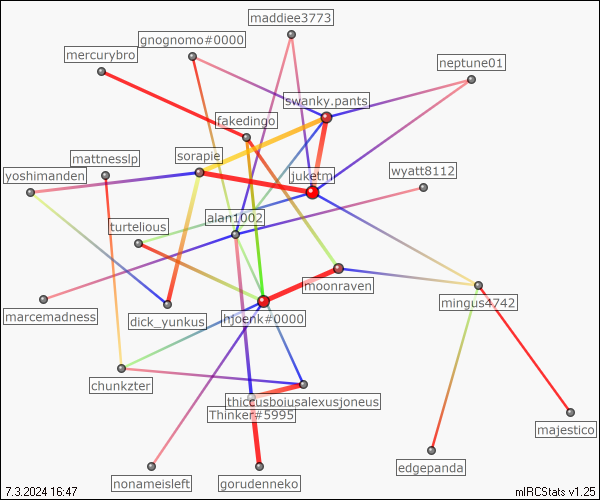 maddiee3773
gnognomo#0000
mercurybro
neptune01
swanky.pants
fakedingo
sorapie
mattnesslp
yoshimanden
juketm
wyatt8112
alan1002
turtelious
moonraven
mingus4742
marcemadness
dick_yunkus
hjoenk#0000
chunkzter
thiccusboiusalexusjoneus
Thinker#5995
majestico
edgepanda
nonameisleft
gorudenneko
7.3.2024 16:47
mIRCStats v1.25